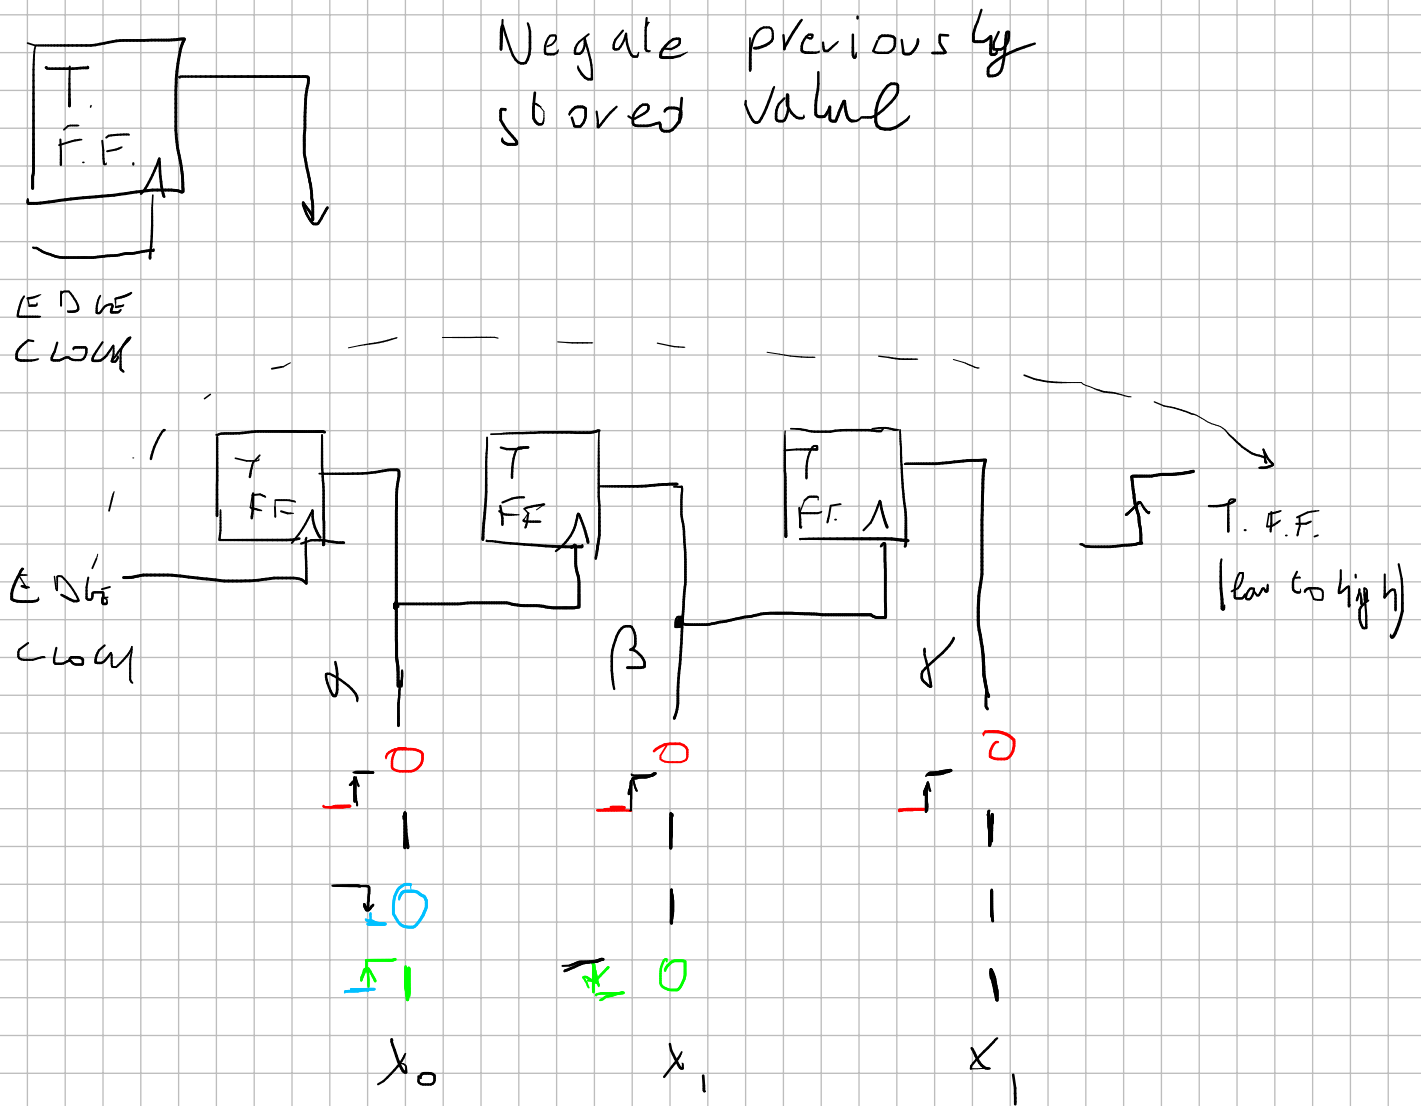 Negate previously
stored value
T.
F.F.
EDGE
CLOCK
T
FF
T
FF
T
FF.
T. F.F.
(low to high)
EDGE
CLOCK
α
β
γ
0
0
0
1
1
1
0
1
1
1
0
1
x0
x1
x1